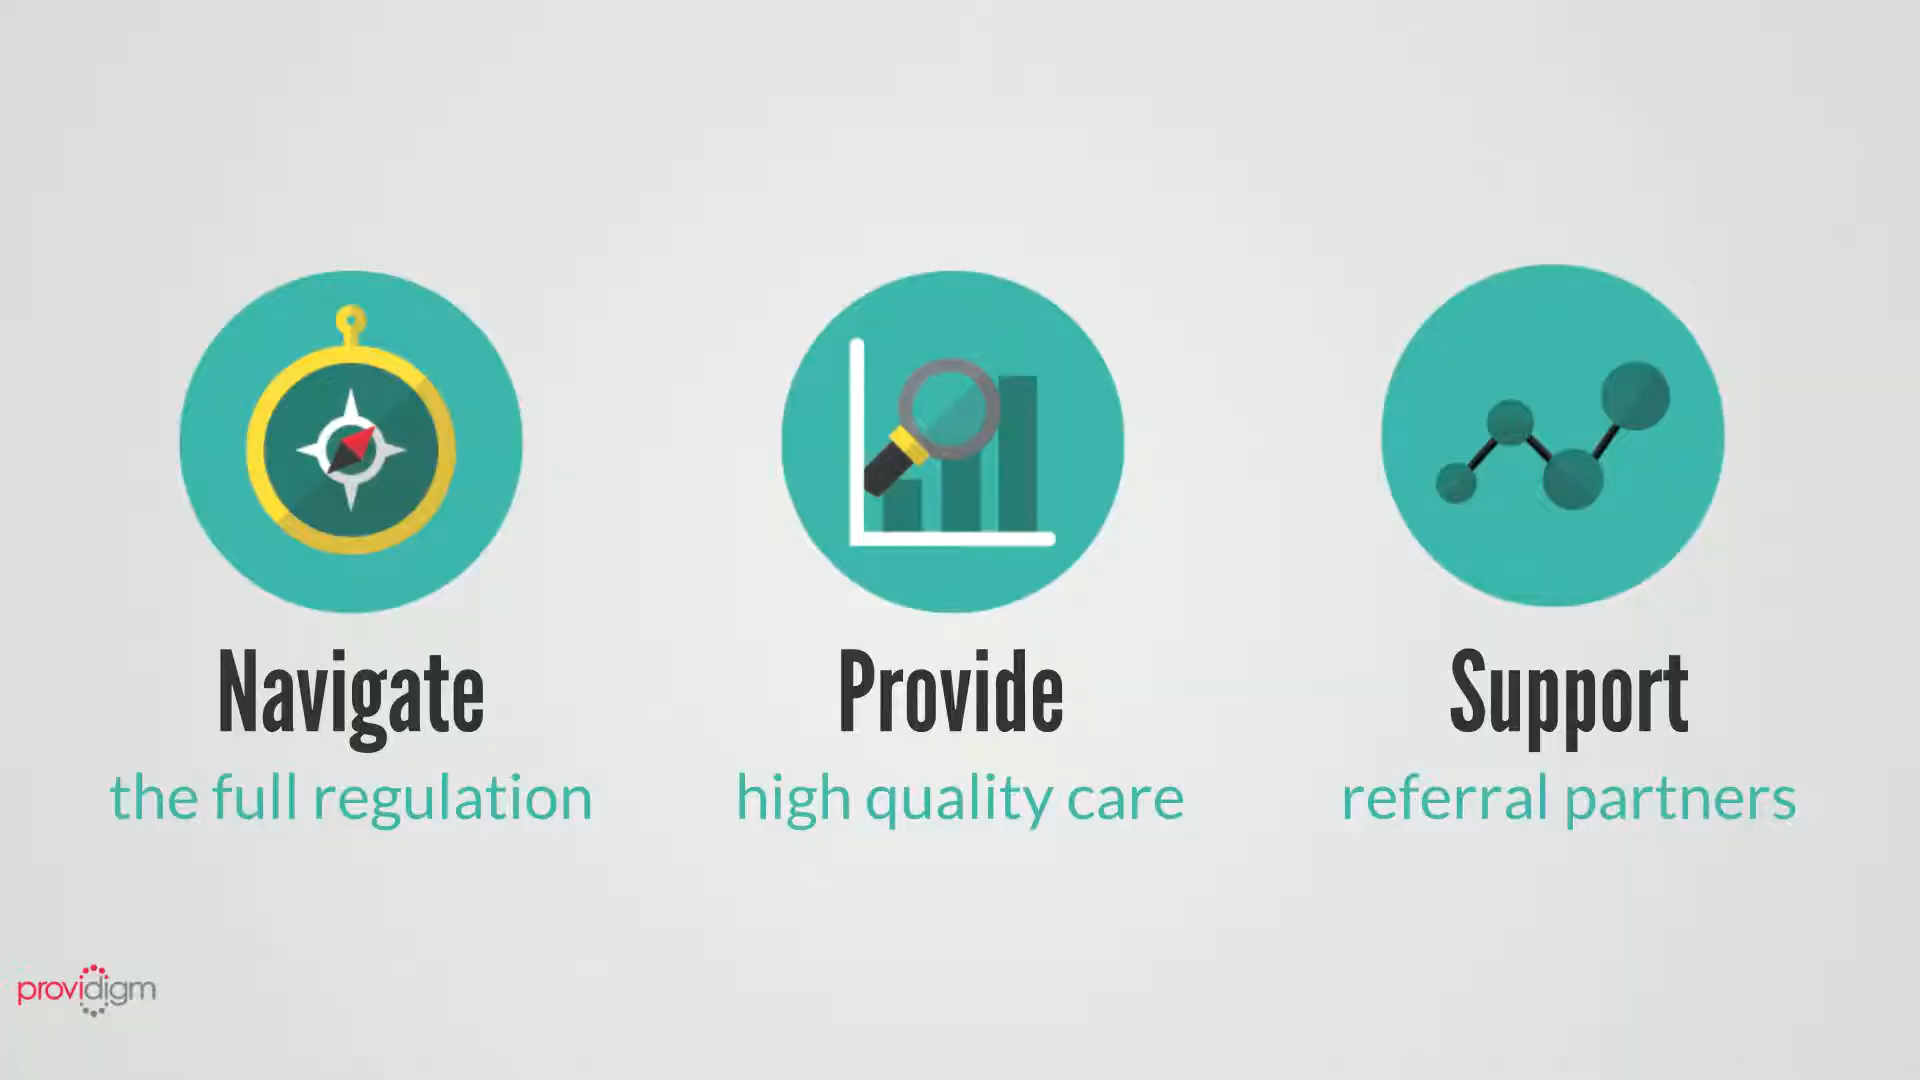 Navigate
the full regulation
Provide
high quality care
Support
referral partners
providigm